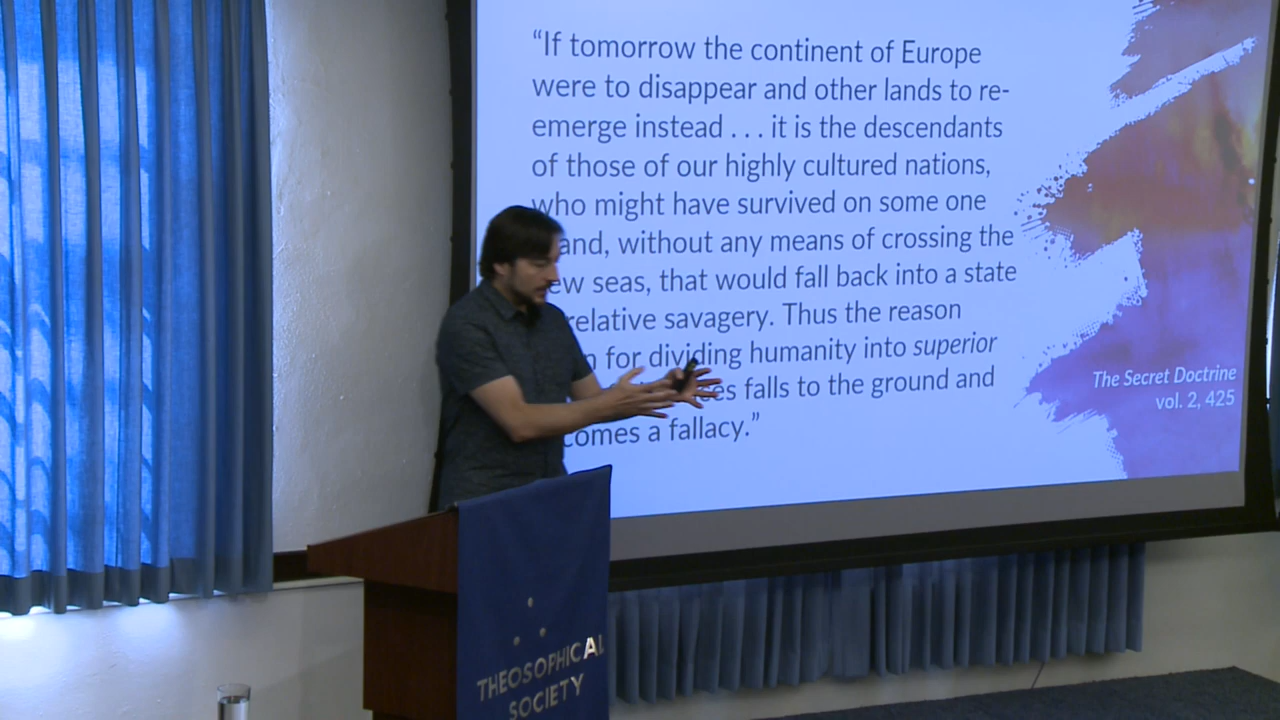 “If tomorrow the continent of Europe
were to disappear and other lands to re-
emerge instead . . . it is the descendants
of those of our highly cultured nations,
who might have survived on some one
and, without any means of crossing the
ew seas, that would fall back into a state
relative savagery. Thus the reason
for dividing humanity into superior
falls to the ground and
comes a fallacy.”
The Secret Doctrine
vol. 2, 425
THEOSOPHICAL
SOCIETY